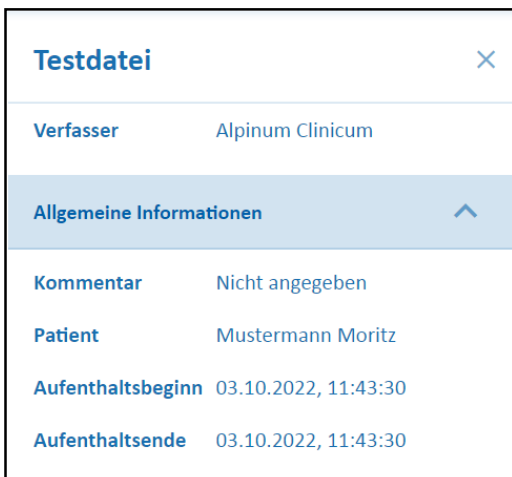 Testdatei
Verfasser Alpinum Clinicum
Allgemeine Informationen
Kommentar Nicht angegeben
Patient Mustermann Moritz
Aufenthaltsbeginn 03.10.2022, 11:43:30
Aufenthaltsende 03.10.2022, 11:43:30